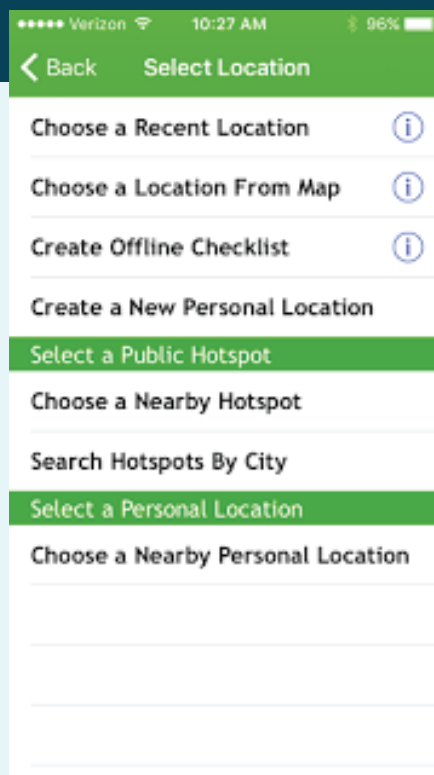 Verizon 10:27 AM 96%
Back Select Location
Choose a Recent Location
Choose a Location From Map
Create Offline Checklist
Create a New Personal Location
Select a Public Hotspot
Choose a Nearby Hotspot
Search Hotspots By City
Select a Personal Location
Choose a Nearby Personal Location